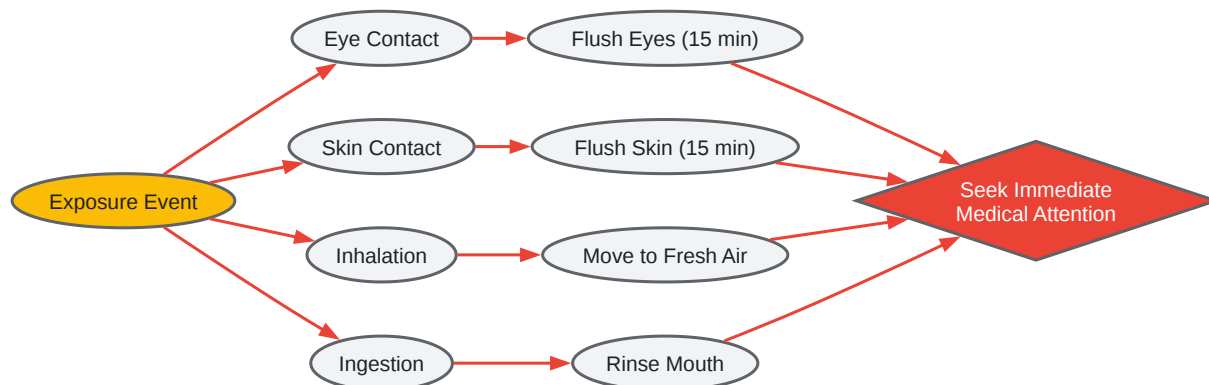 Exposure Event
Eye Contact
Flush Eyes (15 min)
Skin Contact
Flush Skin (15 min)
Inhalation
Move to Fresh Air
Ingestion
Rinse Mouth
Seek Immediate
Medical Attention